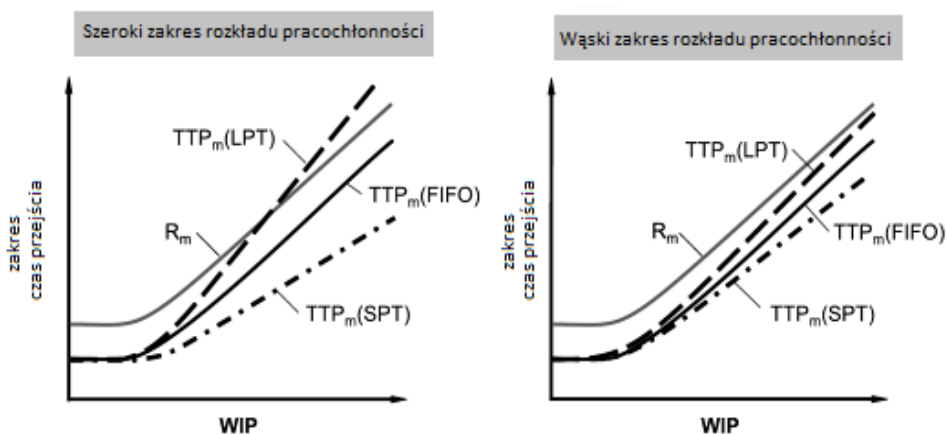 Szeroki zakres rozkładu pracochłonności
TTPm(LPT)
TTPm(FIFO)
Rm
TTPm(SPT)
zakres
czas przejścia
WIP
Wąski zakres rozkładu pracochłonności
TTPm(LPT)
Rm
TTPm(FIFO)
TTPm(SPT)
zakres
czas przejścia
WIP